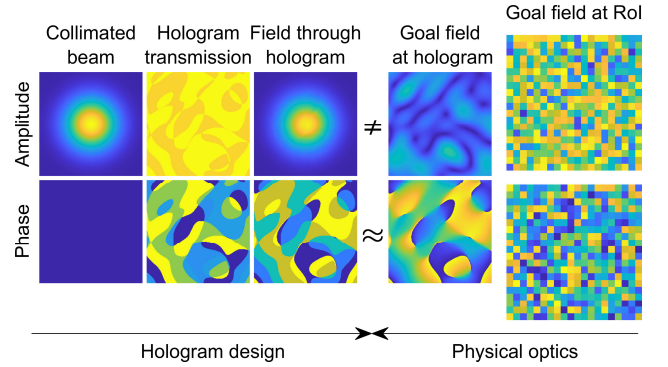 Collimated
beam
Hologram
transmission
Field through
hologram
Goal field
at hologram
Goal field at RoI
Amplitude
≠
Phase
≈
Hologram design
Physical optics